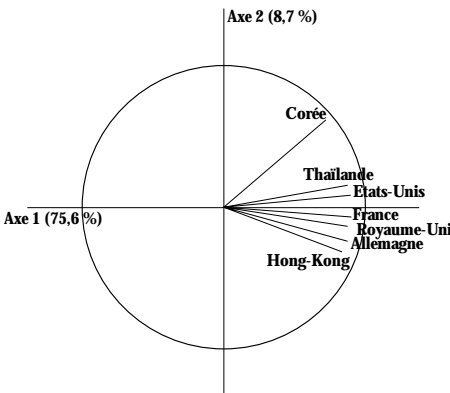 Axe 2 (8,7 %)
Corée
Thaïlande
Etats-Unis
Axe 1 (75,6 %)
France
Royaume-Uni
Allemagne
Hong-Kong